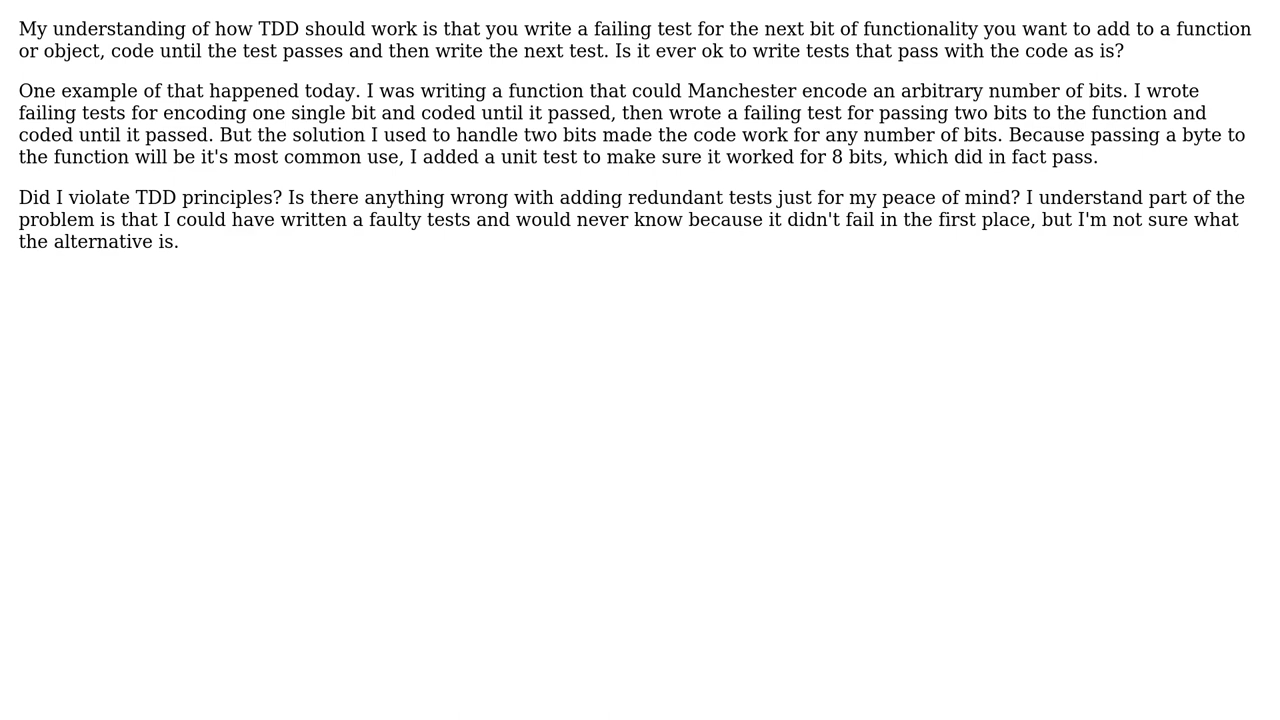 My understanding of how TDD should work is that you write a failing test for the next bit of functionality you want to add to a function
or object, code until the test passes and then write the next test. Is it ever ok to write tests that pass with the code as is?
One example of that happened today. I was writing a function that could Manchester encode an arbitrary number of bits. I wrote
failing tests for encoding one single bit and coded until it passed, then wrote a failing test for passing two bits to the function and
coded until it passed. But the solution I used to handle two bits made the code work for any number of bits. Because passing a byte to
the function will be it's most common use, I added a unit test to make sure it worked for 8 bits, which did in fact pass.
Did I violate TDD principles? Is there anything wrong with adding redundant tests just for my peace of mind? I understand part of the
problem is that I could have written a faulty tests and would never know because it didn't fail in the first place, but I'm not sure what
the alternative is.